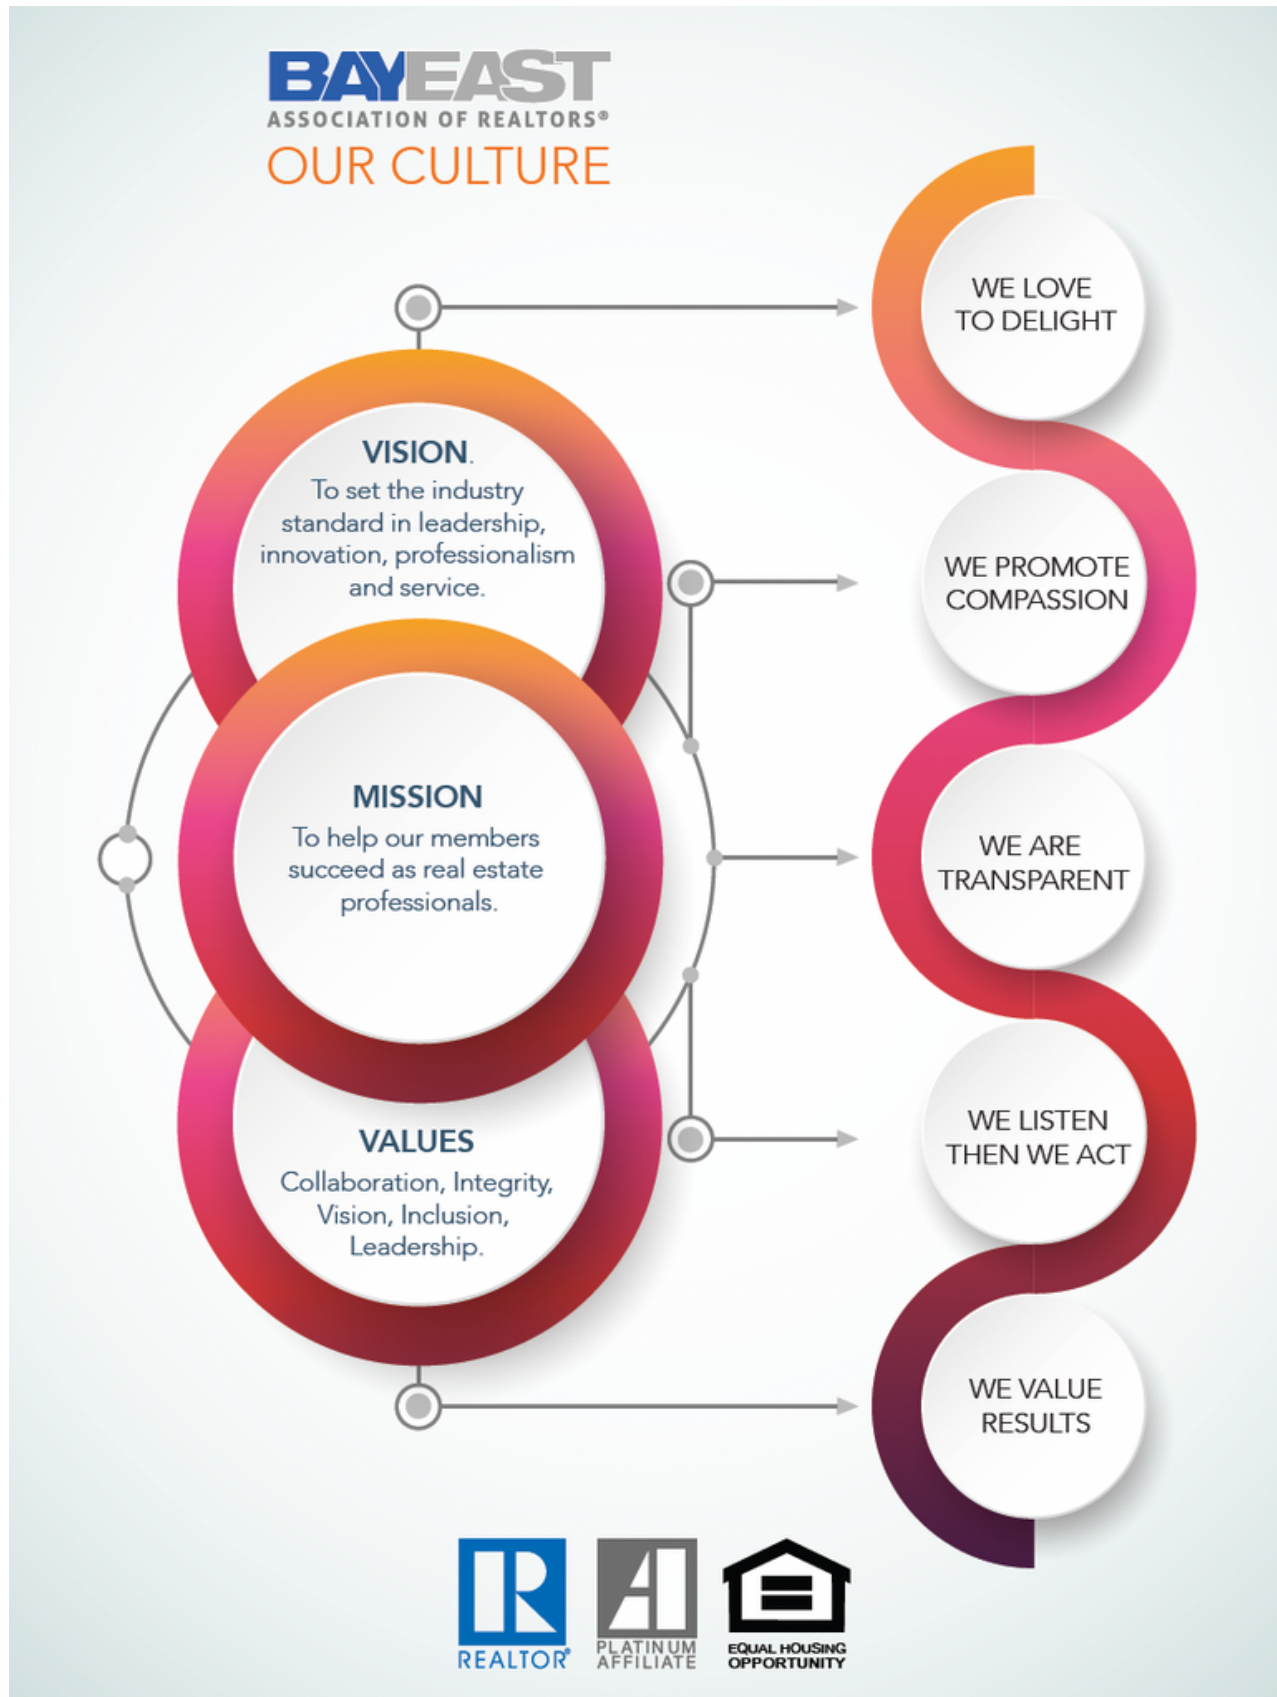 BAYEAST
ASSOCIATION OF REALTORS®
OUR CULTURE
VISION.
To set the industry
standard in leadership,
innovation, professionalism
and service.
MISSION
To help our members
succeed as real estate
professionals.
VALUES
Collaboration, Integrity,
Vision, Inclusion,
Leadership.
WE LOVE
TO DELIGHT
WE PROMOTE
COMPASSION
WE ARE
TRANSPARENT
WE LISTEN
THEN WE ACT
WE VALUE
RESULTS
R
REALTOR®
A
PLATINUM
AFFILIATE
EQUAL HOUSING
OPPORTUNITY